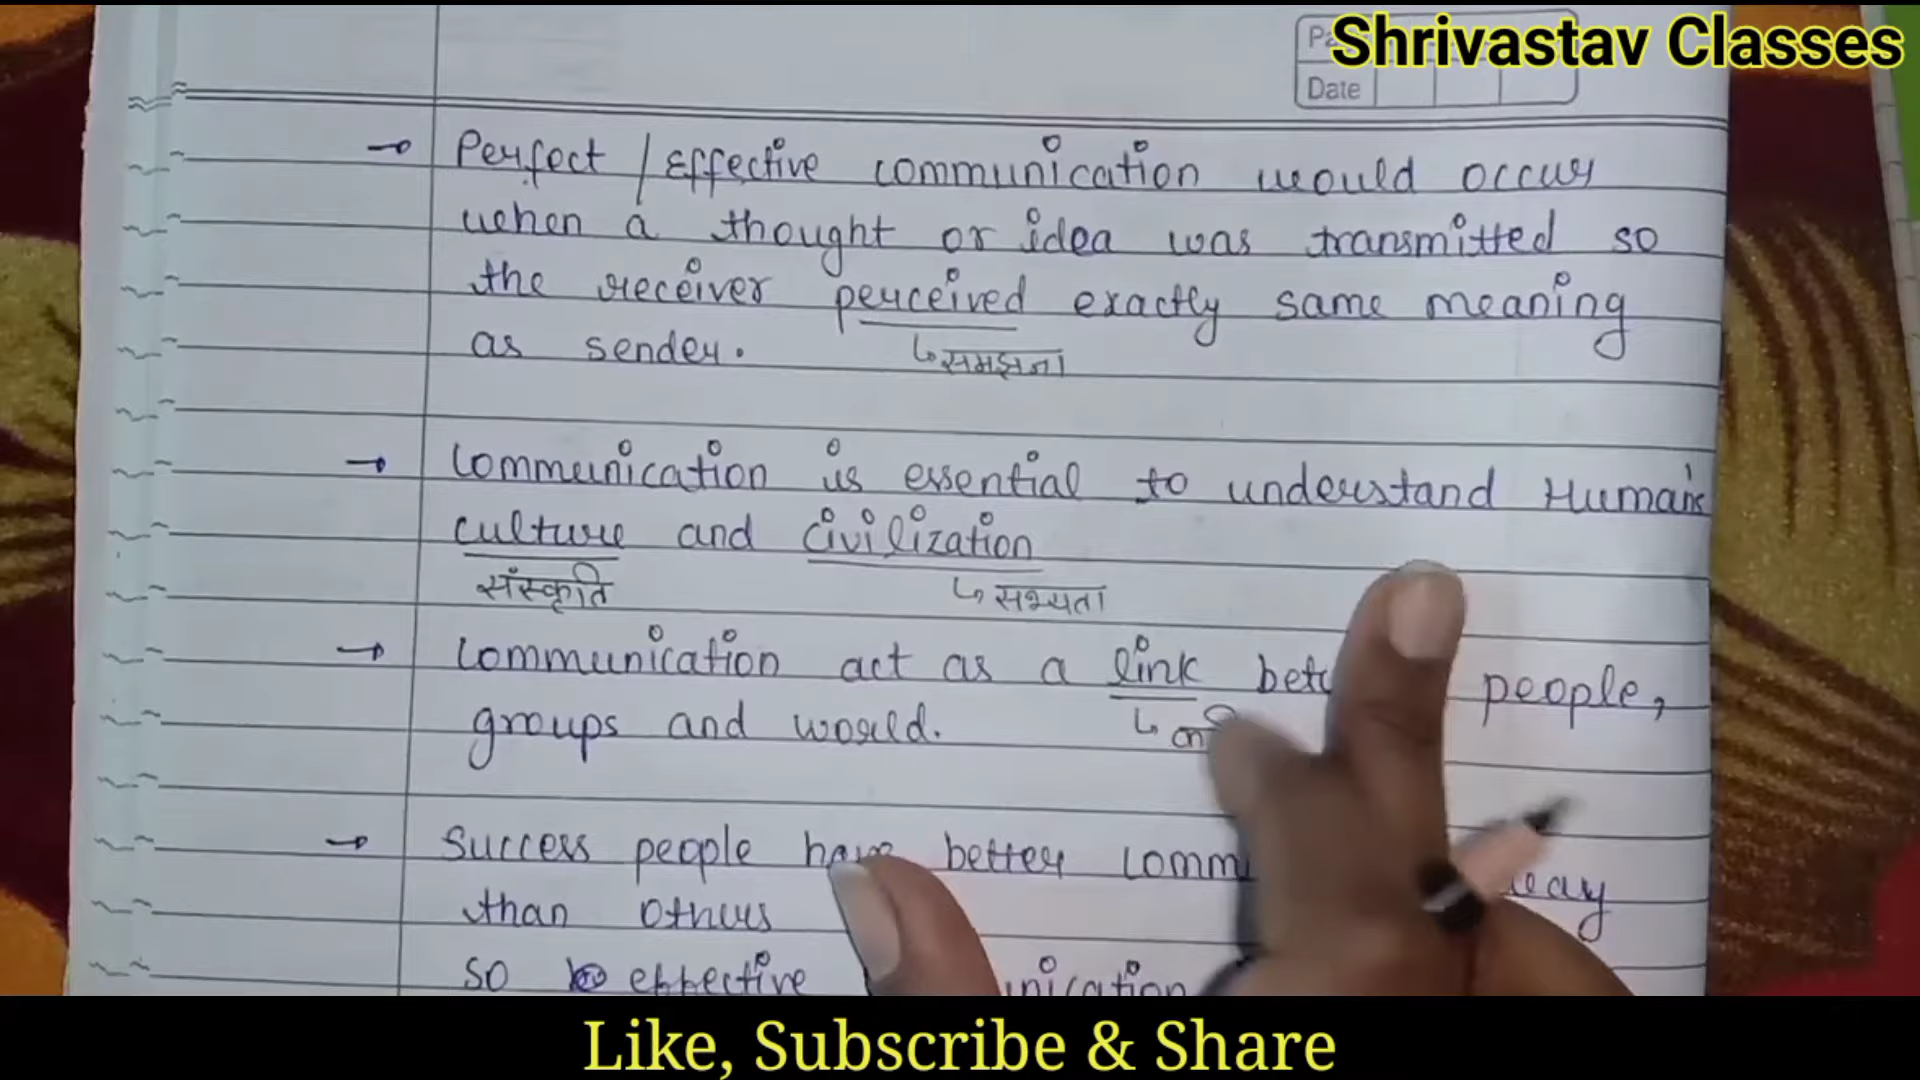 Shrivastav Classes
Date
Perfect / Effective communication would occur
when a thought or idea was transmitted so
the receiver perceived exactly same meaning
as sender.
↳ समझना
→ Communication is essential to understand Human's
culture and civilization
संस्कृति ↳ सभ्यता
→ Communication act as a link people,
groups and world.
→ Success people have better
than others
so effective
Like, Subscribe & Share